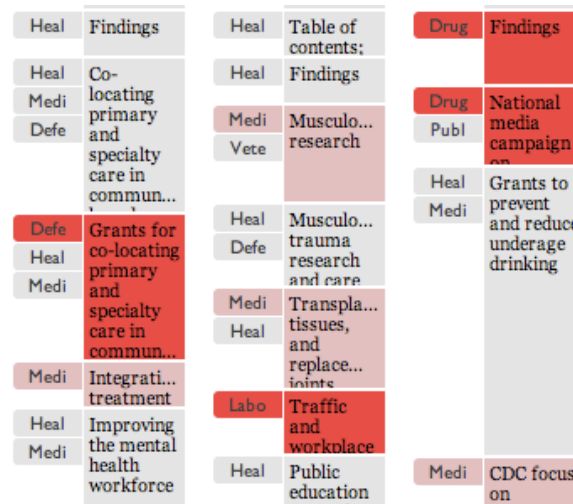 Heal Findings
Heal Co-
Medi locating
Defe primary
and
specialty
care in
commun...
Defe Grants for
Heal co-locating
Medi primary
and
specialty
care in
commun...
Medi Integrati...
treatment
Heal Improving
Medi the mental
health
workforce
Heal Table of
contents;
Heal Findings
Medi Musculo...
Vete research
Heal Musculo...
Defe trauma
research
and care
Medi Transpla...
Heal tissues,
and
replace...
joints
Labo Traffic
and
workplace
Heal Public
education
Drug Findings
Drug National
Publ media
campaign
on
Heal Grants to
Medi prevent
and reduce
underage
drinking
Medi CDC focus
on